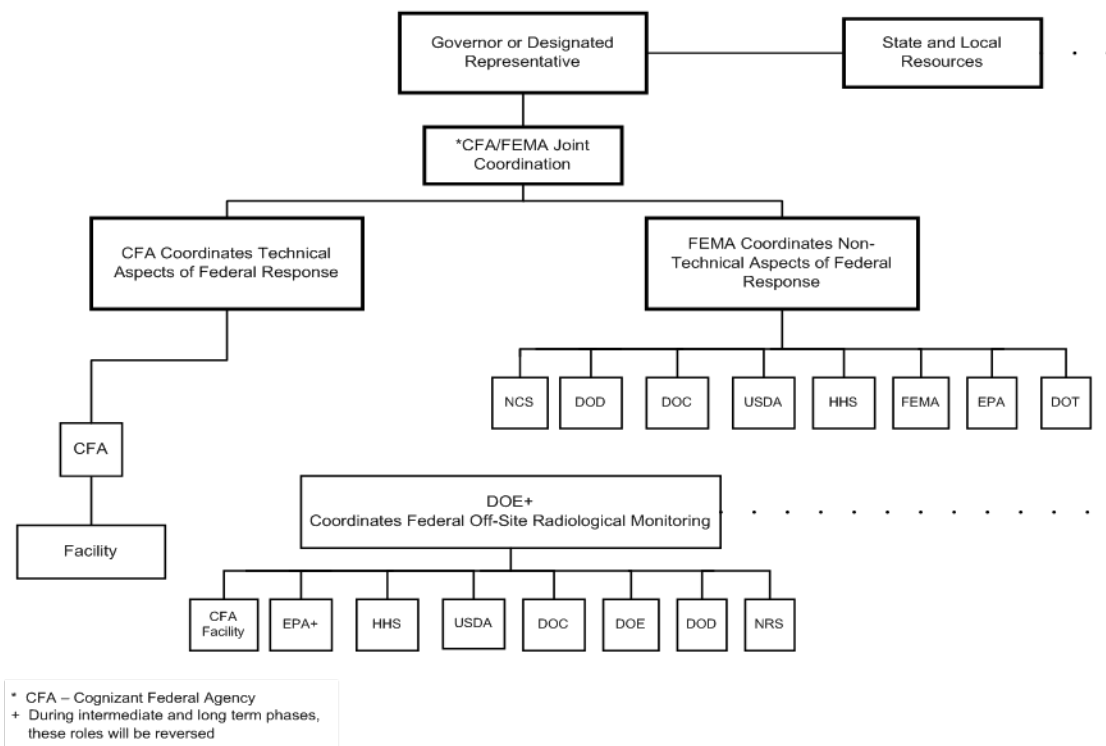 Governor or Designated
Representative
State and Local
Resources
*CFA/FEMA Joint
Coordination
CFA Coordinates Technical
Aspects of Federal Response
FEMA Coordinates Non-
Technical Aspects of Federal
Response
NCS
DOD
DOC
USDA
HHS
FEMA
EPA
DOT
CFA
Facility
DOE+
Coordinates Federal Off-Site Radiological Monitoring
CFA
Facility
EPA+
HHS
USDA
DOC
DOE
DOD
NRS
* CFA – Cognizant Federal Agency
+ During intermediate and long term phases,
these roles will be reversed